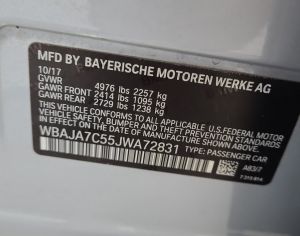 MFD BY BAYERISCHE MOTOREN WERKE AG
10/17
GVWR 4976 lbs 2257 kg
GAWR FRONT 2414 lbs 1095 kg
GAWR REAR 2729 lbs 1238 kg
THIS VEHICLE CONFORMS TO ALL APPLICABLE
FEDERAL MOTOR VEHICLE SAFETY, BUMPER,
AND THEFT PREVENTION STANDARDS IN EFFECT ON THE
DATE OF MANUFACTURE SHOWN ABOVE.
WBAJA7C55JWA72831
TYPE: PASSENGER CAR
A83/7